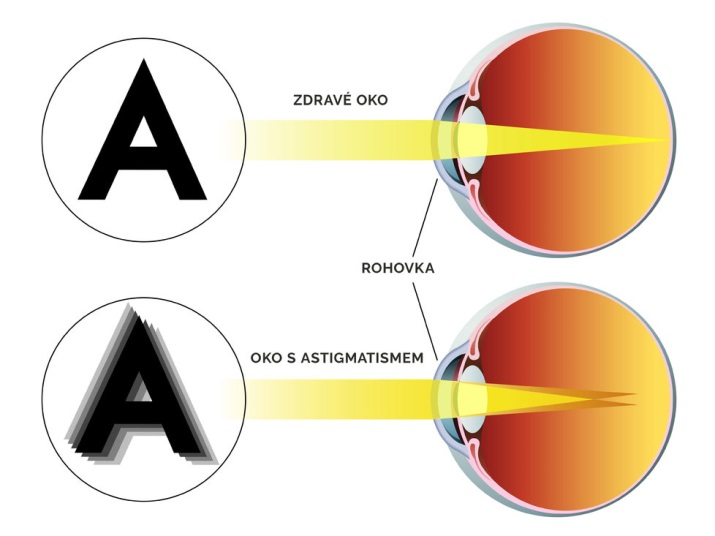 A
ZDRAVÉ OKO
ROHOVKA
OKO S ASTIGMATISMEM
A